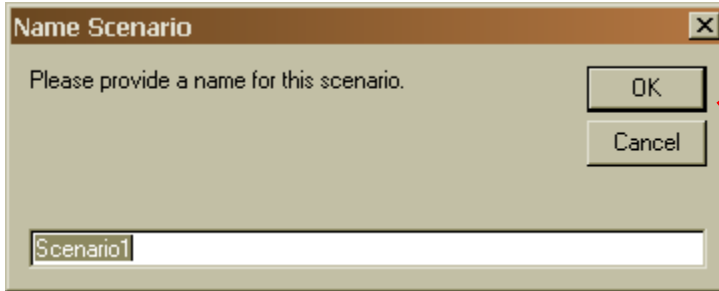 Name Scenario
Please provide a name for this scenario.
OK
Cancel
Scenario1